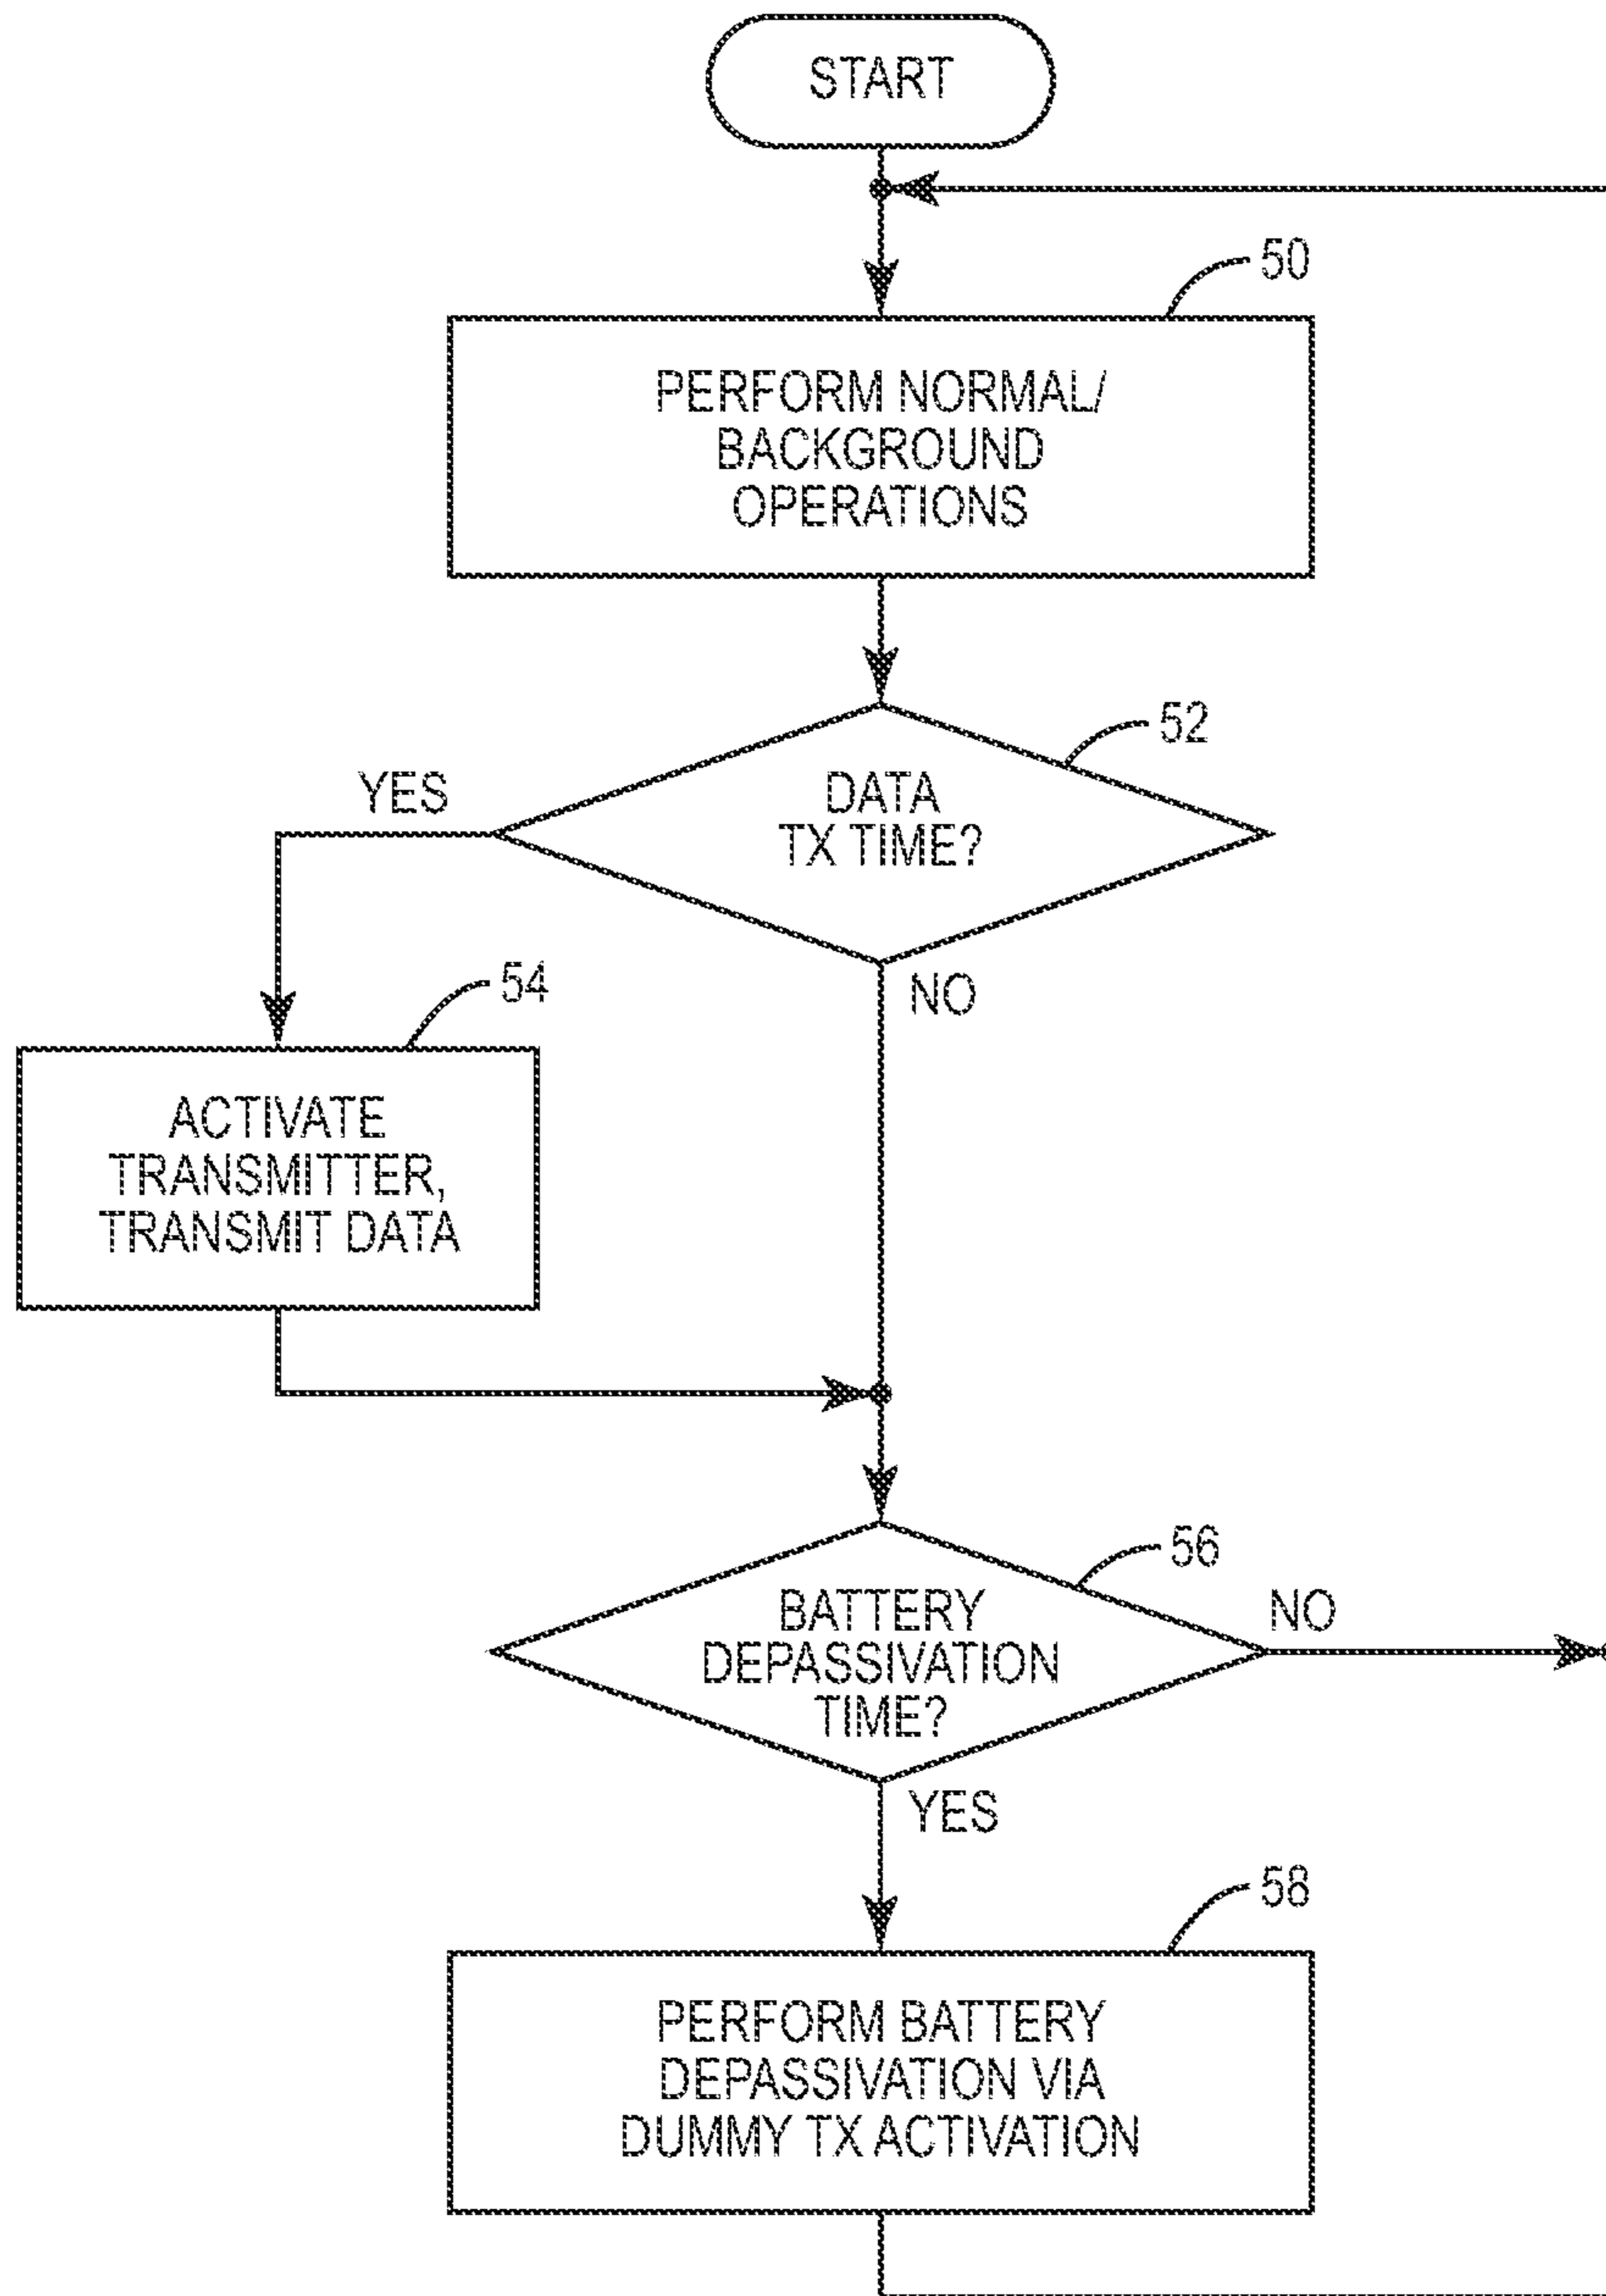 START
50
PERFORM NORMAL/
BACKGROUND
OPERATIONS
52
YES
DATA
TX TIME?
NO
54
ACTIVATE
TRANSMITTER,
TRANSMIT DATA
56
BATTERY
DEPASSIVATION
TIME?
NO
YES
58
PERFORM BATTERY
DEPASSIVATION VIA
DUMMY TX ACTIVATION